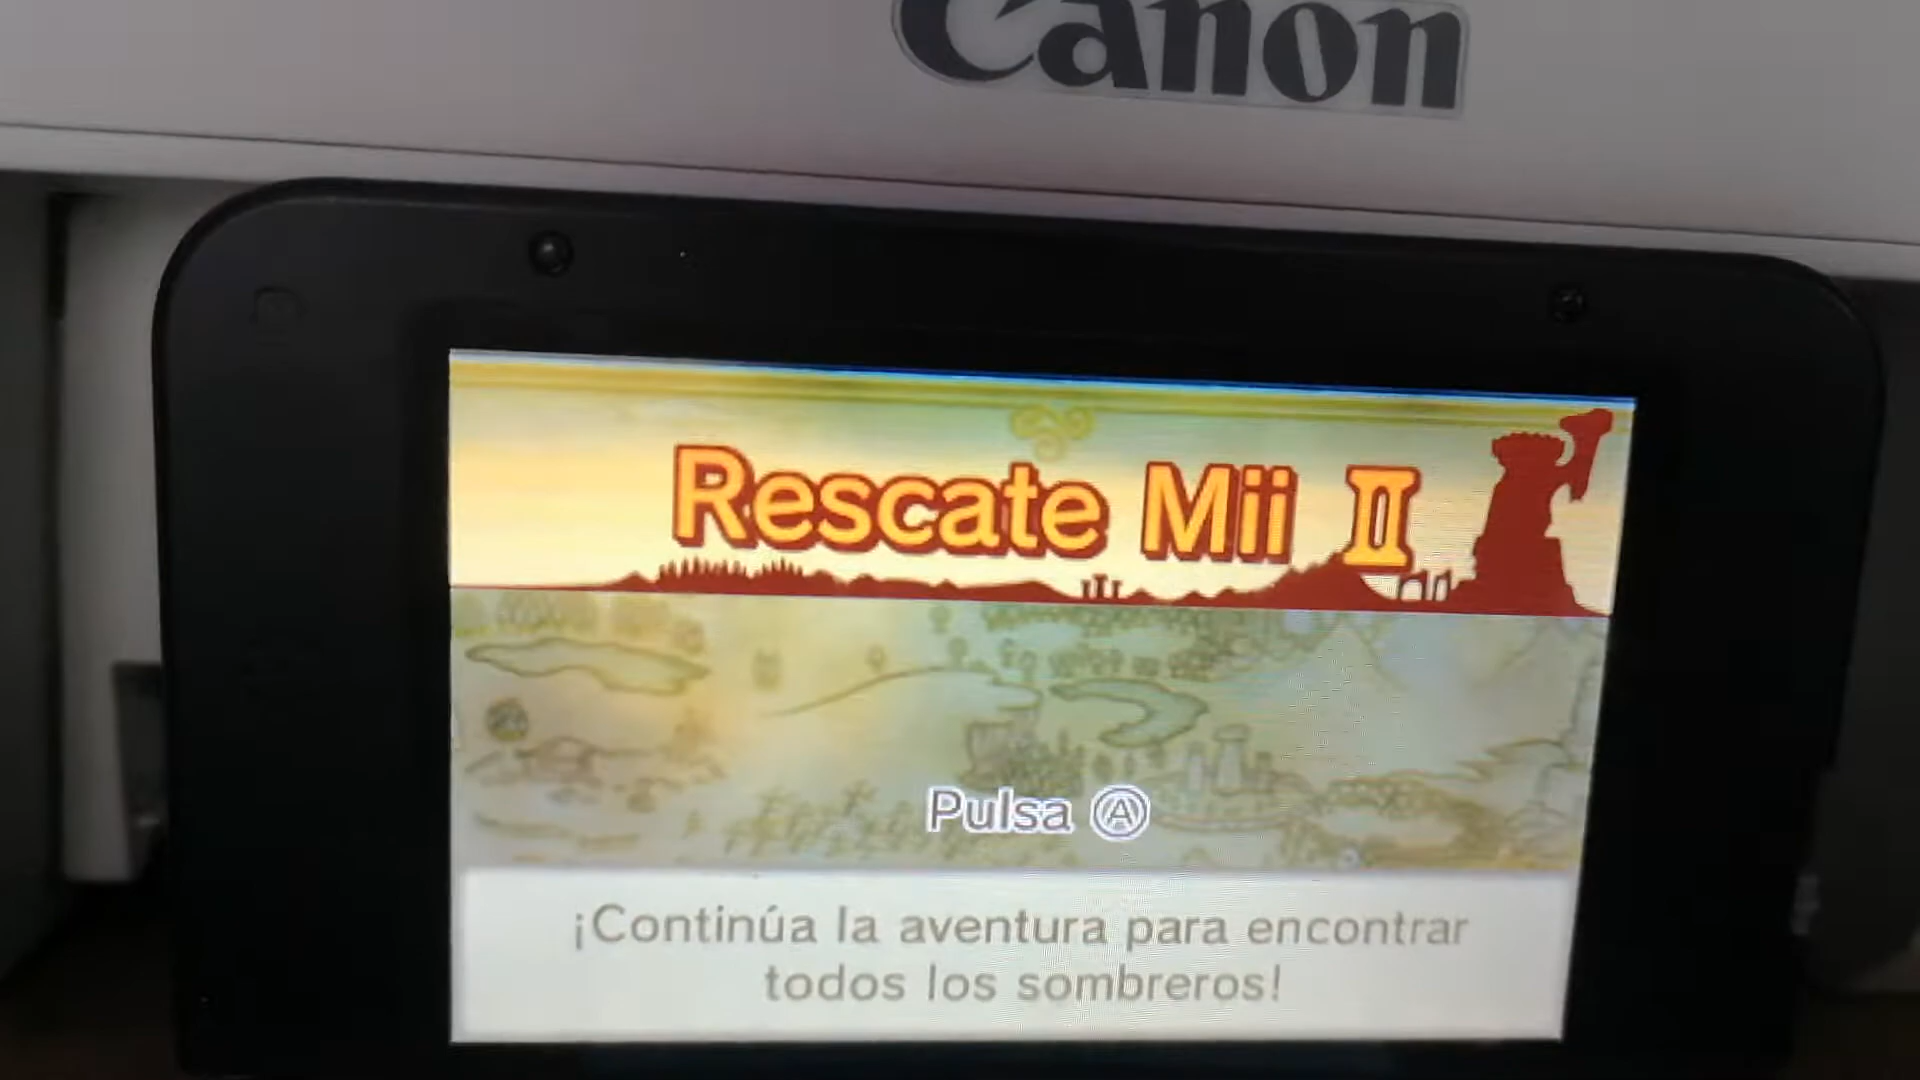 Canon
Rescate Mii II
Pulsa Ⓐ
¡Continúa la aventura para encontrar
todos los sombreros!